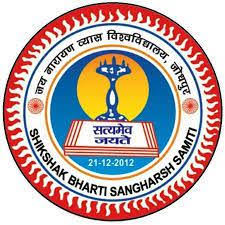 जय नारायण व्यास विश्वविद्यालय, जोधपुर
सत्यमेव
जयते
21-12-2012
SHIKSHAK BHARTI SANGHARSH SAMITI